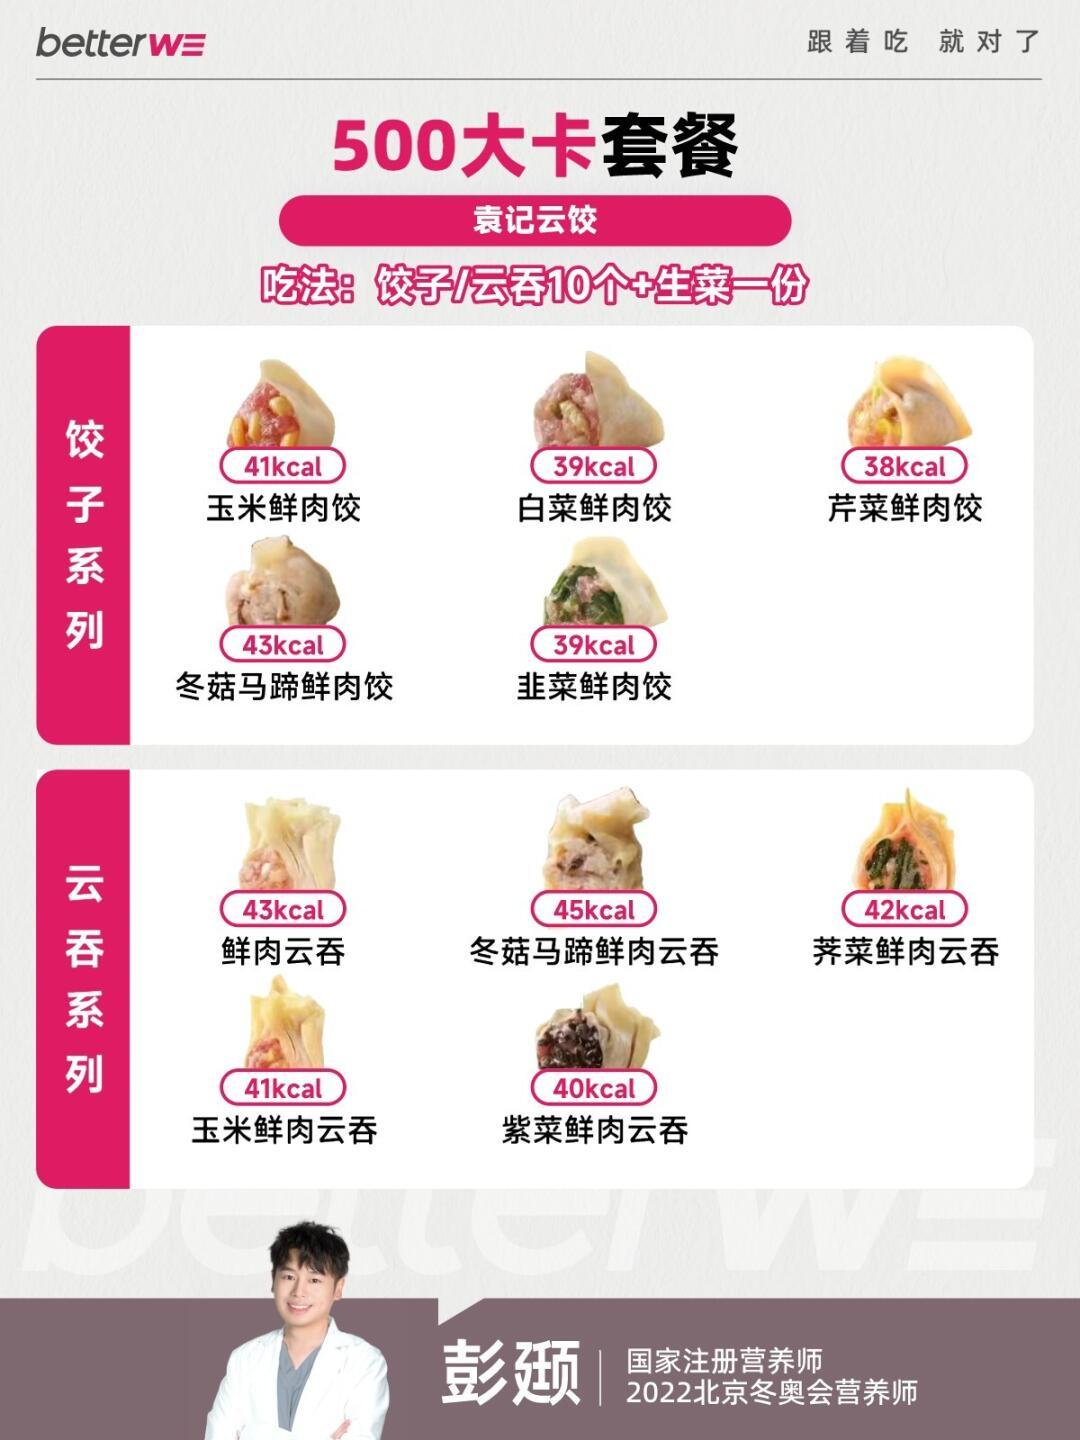 betterWE
跟着吃 就对了
500大卡套餐
袁记云饺
吃法：饺子/云吞10个+生菜一份
饺子系列
41kcal
39kcal
38kcal
玉米鲜肉饺
白菜鲜肉饺
芹菜鲜肉饺
43kcal
39kcal
冬菇马蹄鲜肉饺
韭菜鲜肉饺
云吞系列
43kcal
45kcal
42kcal
鲜肉云吞
冬菇马蹄鲜肉云吞
荠菜鲜肉云吞
41kcal
40kcal
玉米鲜肉云吞
紫菜鲜肉云吞
betterWE
彭颋
国家注册营养师
2022北京冬奥会营养师